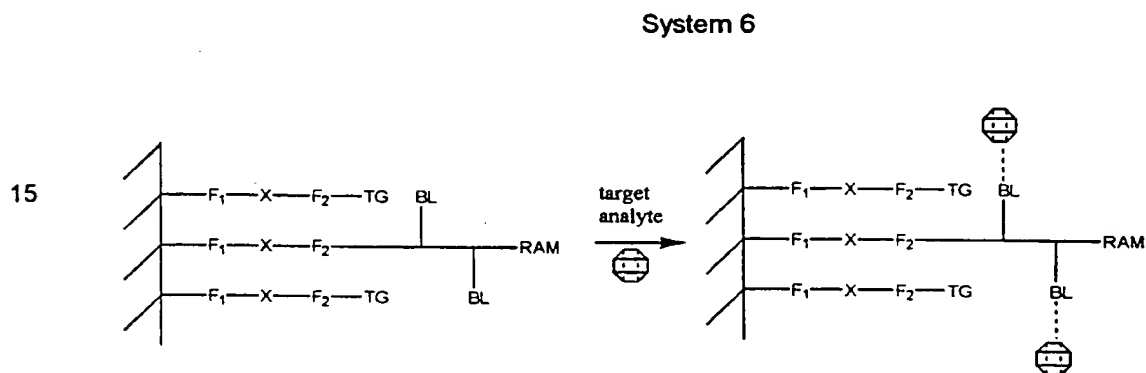 System 6
15
F₁—X—F₂—TG
BL
F₁—X—F₂ RAM
F₁—X—F₂—TG
BL
target
analyte
F₁—X—F₂—TG
BL
F₁—X—F₂ RAM
F₁—X—F₂—TG
BL